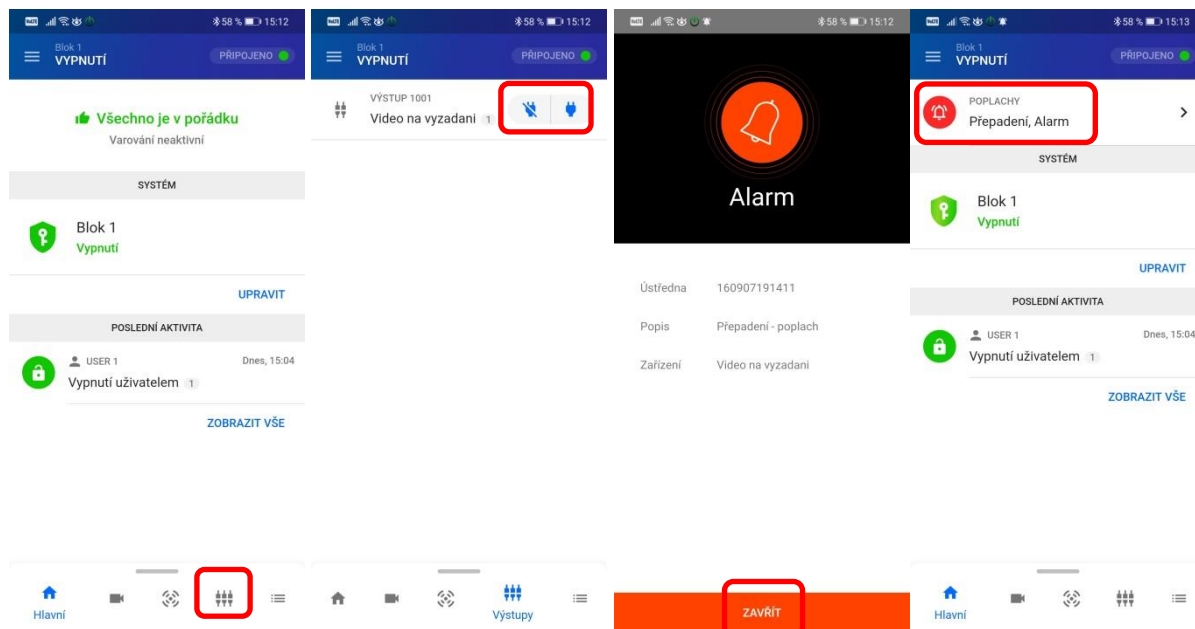 58 % 15:12
Blok 1
VYPNUTÍ
PŘIPOJENO
Všechno je v pořádku
Varování neaktivní
SYSTÉM
Blok 1
Vypnutí
UPRAVIT
POSLEDNÍ AKTIVITA
USER 1
Dnes, 15:04
Vypnutí uživatelem 1
ZOBRAZIT VŠE
Hlavní
58 % 15:12
Blok 1
VYPNUTÍ
PŘIPOJENO
VÝSTUP 1001
Video na vyzadani 1
Výstupy
58 % 15:12
Alarm
Ústředna 160907191411
Popis Přepadení - poplach
Zařízení Video na vyzadani
ZAVŘÍT
58 % 15:13
Blok 1
VYPNUTÍ
PŘIPOJENO
POPLACHY
Přepadení, Alarm
SYSTÉM
Blok 1
Vypnutí
UPRAVIT
POSLEDNÍ AKTIVITA
USER 1
Dnes, 15:04
Vypnutí uživatelem 1
ZOBRAZIT VŠE
Hlavní